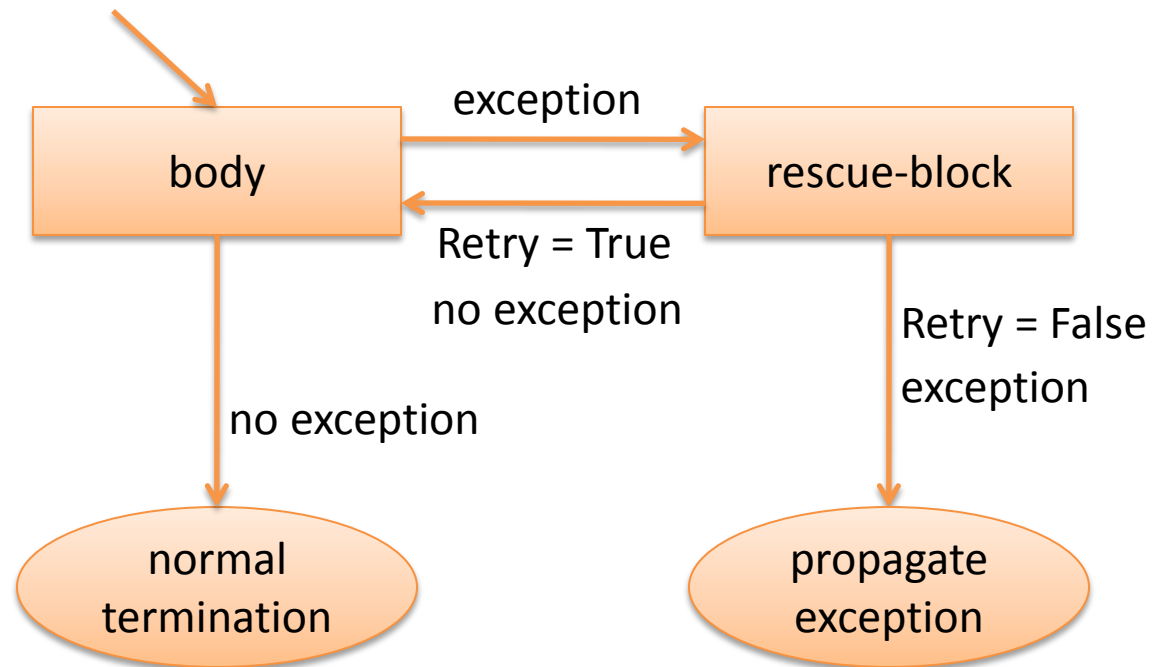 exception
body
rescue-block
Retry = True
no exception
Retry = False
exception
no exception
normal
termination
propagate
exception